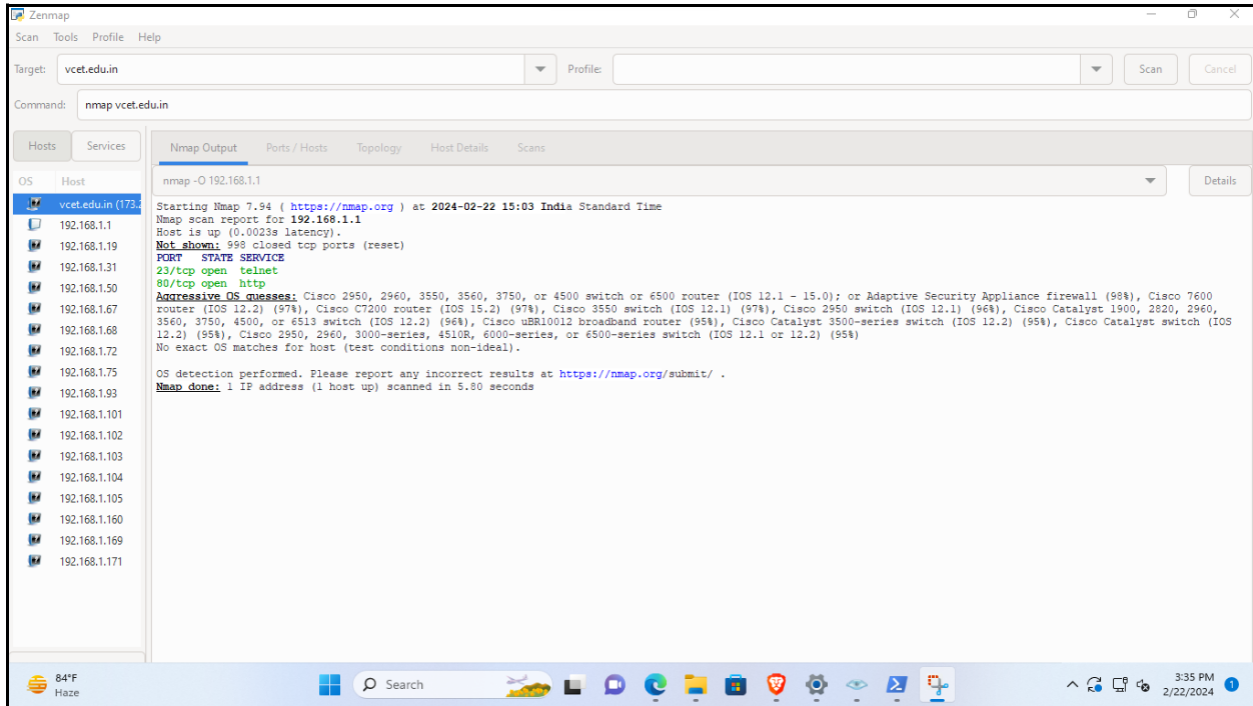 Zenmap
Scan Tools Profile Help
Target: vcet.edu.in Profile: Scan Cancel
Command: nmap vcet.edu.in
Hosts Services
Nmap Output Ports / Hosts Topology Host Details Scans
OS Host
nmap -O 192.168.1.1 Details
vcet.edu.in (173.2
192.168.1.1
192.168.1.19
192.168.1.31
192.168.1.50
192.168.1.67
192.168.1.68
192.168.1.72
192.168.1.75
192.168.1.93
192.168.1.101
192.168.1.102
192.168.1.103
192.168.1.104
192.168.1.105
192.168.1.160
192.168.1.169
192.168.1.171
Starting Nmap 7.94 ( https://nmap.org ) at 2024-02-22 15:03 India Standard Time
Nmap scan report for 192.168.1.1
Host is up (0.0023s latency).
Not shown: 998 closed tcp ports (reset)
PORT STATE SERVICE
23/tcp open telnet
80/tcp open http
Aggressive OS guesses: Cisco 2950, 2960, 3550, 3560, 3750, or 4500 switch or 6500 router (IOS 12.1 - 15.0); or Adaptive Security Appliance firewall (98%), Cisco 7600
router (IOS 12.2) (97%), Cisco C7200 router (IOS 15.2) (97%), Cisco 3550 switch (IOS 12.1) (97%), Cisco 2950 switch (IOS 12.1) (96%), Cisco Catalyst 1900, 2820, 2960,
3560, 3750, 4500, or 6513 switch (IOS 12.2) (96%), Cisco uBR10012 broadband router (95%), Cisco Catalyst 3500-series switch (IOS 12.2) (95%), Cisco Catalyst switch (IOS
12.2) (95%), Cisco 2950, 2960, 3000-series, 4510R, 6000-series, or 6500-series switch (IOS 12.1 or 12.2) (95%)
No exact OS matches for host (test conditions non-ideal).
OS detection performed. Please report any incorrect results at https://nmap.org/submit/ .
Nmap done: 1 IP address (1 host up) scanned in 5.80 seconds
84°F
Haze
Search
3:35 PM
2/22/2024
1